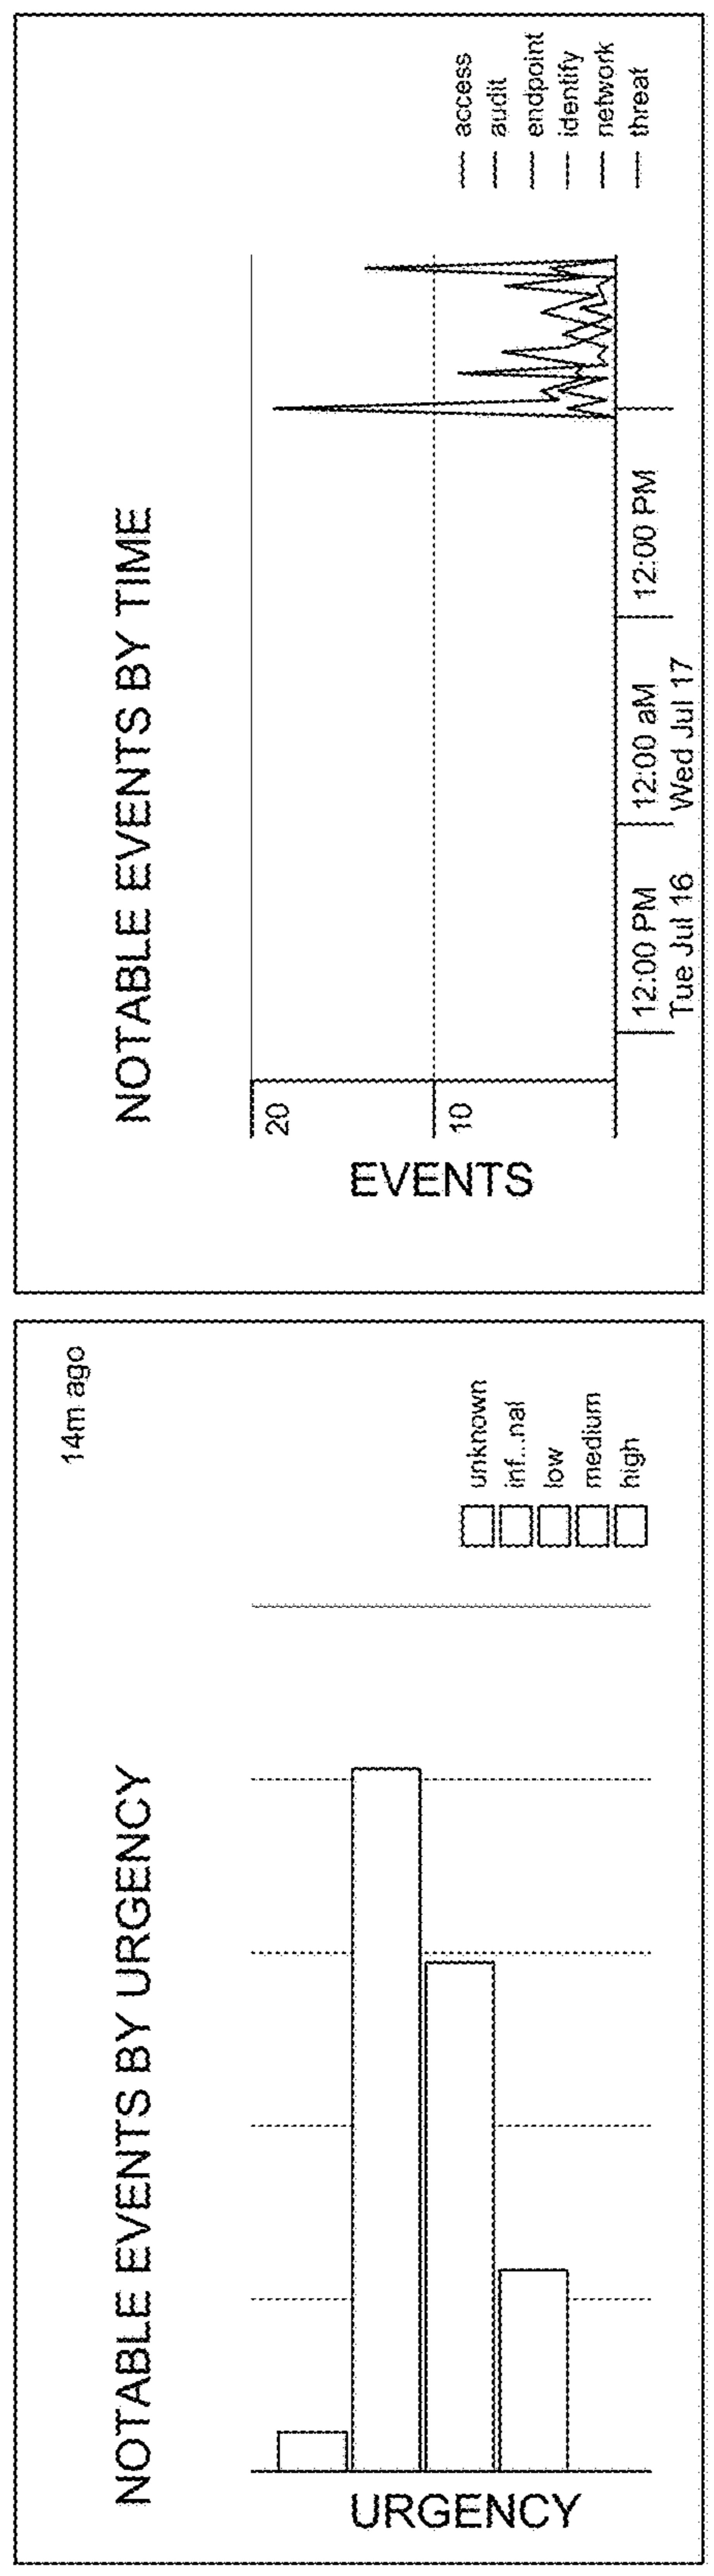 NOTABLE EVENTS BY URGENCY
14m ago
URGENCY
unknown
inf...nal
low
medium
high
NOTABLE EVENTS BY TIME
EVENTS
20
10
12:00 PM
Tue Jul 16
12:00 aM
Wed Jul 17
12:00 PM
access
audit
endpoint
identify
network
threat